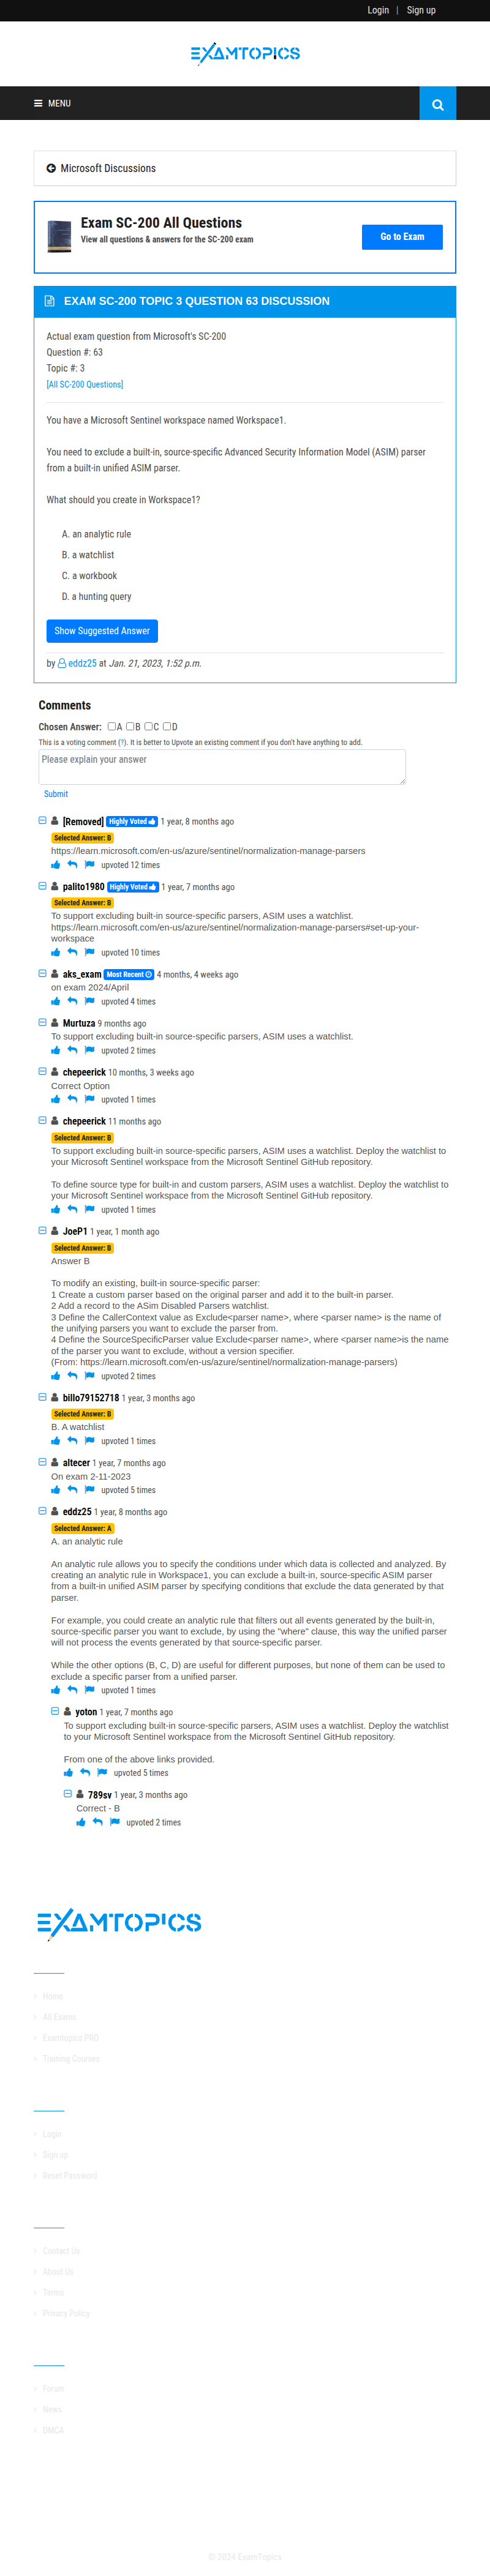 Login | Sign up
EXAMTOPICS
MENU
Microsoft Discussions
Exam SC-200 All Questions
View all questions & answers for the SC-200 exam
Go to Exam
EXAM SC-200 TOPIC 3 QUESTION 63 DISCUSSION
Actual exam question from Microsoft's SC-200
Question #: 63
Topic #: 3
[All SC-200 Questions]
You have a Microsoft Sentinel workspace named Workspace1.
You need to exclude a built-in, source-specific Advanced Security Information Model (ASIM) parser
from a built-in unified ASIM parser.
What should you create in Workspace1?
A. an analytic rule
B. a watchlist
C. a workbook
D. a hunting query
Show Suggested Answer
by eddz25 at Jan. 21, 2023, 1:52 p.m.
Comments
Chosen Answer: A B C D
This is a voting comment (?). It is better to Upvote an existing comment if you don't have anything to add.
Please explain your answer
Submit
[Removed] Highly Voted 1 year, 8 months ago
Selected Answer: B
https://learn.microsoft.com/en-us/azure/sentinel/normalization-manage-parsers
upvoted 12 times
palito1980 Highly Voted 1 year, 7 months ago
Selected Answer: B
To support excluding built-in source-specific parsers, ASIM uses a watchlist.
https://learn.microsoft.com/en-us/azure/sentinel/normalization-manage-parsers#set-up-your-
workspace
upvoted 10 times
aks_exam Most Recent 4 months, 4 weeks ago
on exam 2024/April
upvoted 4 times
Murtuza 9 months ago
To support excluding built-in source-specific parsers, ASIM uses a watchlist.
upvoted 2 times
chepeerick 10 months, 3 weeks ago
Correct Option
upvoted 1 times
chepeerick 11 months ago
Selected Answer: B
To support excluding built-in source-specific parsers, ASIM uses a watchlist. Deploy the watchlist to
your Microsoft Sentinel workspace from the Microsoft Sentinel GitHub repository.
To define source type for built-in and custom parsers, ASIM uses a watchlist. Deploy the watchlist to
your Microsoft Sentinel workspace from the Microsoft Sentinel GitHub repository.
upvoted 1 times
JoeP1 1 year, 1 month ago
Selected Answer: B
Answer B
To modify an existing, built-in source-specific parser:
1 Create a custom parser based on the original parser and add it to the built-in parser.
2 Add a record to the ASim Disabled Parsers watchlist.
3 Define the CallerContext value as Exclude<parser name>, where <parser name> is the name of
the unifying parsers you want to exclude the parser from.
4 Define the SourceSpecificParser value Exclude<parser name>, where <parser name>is the name
of the parser you want to exclude, without a version specifier.
(From: https://learn.microsoft.com/en-us/azure/sentinel/normalization-manage-parsers)
upvoted 2 times
billo79152718 1 year, 3 months ago
Selected Answer: B
B. A watchlist
upvoted 1 times
altecer 1 year, 7 months ago
On exam 2-11-2023
upvoted 5 times
eddz25 1 year, 8 months ago
Selected Answer: A
A. an analytic rule
An analytic rule allows you to specify the conditions under which data is collected and analyzed. By
creating an analytic rule in Workspace1, you can exclude a built-in, source-specific ASIM parser
from a built-in unified ASIM parser by specifying conditions that exclude the data generated by that
parser.
For example, you could create an analytic rule that filters out all events generated by the built-in,
source-specific parser you want to exclude, by using the "where" clause, this way the unified parser
will not process the events generated by that source-specific parser.
While the other options (B, C, D) are useful for different purposes, but none of them can be used to
exclude a specific parser from a unified parser.
upvoted 1 times
yoton 1 year, 7 months ago
To support excluding built-in source-specific parsers, ASIM uses a watchlist. Deploy the watchlist
to your Microsoft Sentinel workspace from the Microsoft Sentinel GitHub repository.
From one of the above links provided.
upvoted 5 times
789sv 1 year, 3 months ago
Correct - B
upvoted 2 times
EXAMTOPICS
Home
All Exams
Examtopics PRO
Training Courses
Login
Sign up
Reset Password
Contact Us
About Us
Terms
Privacy Policy
Forum
News
DMCA
© 2024 ExamTopics